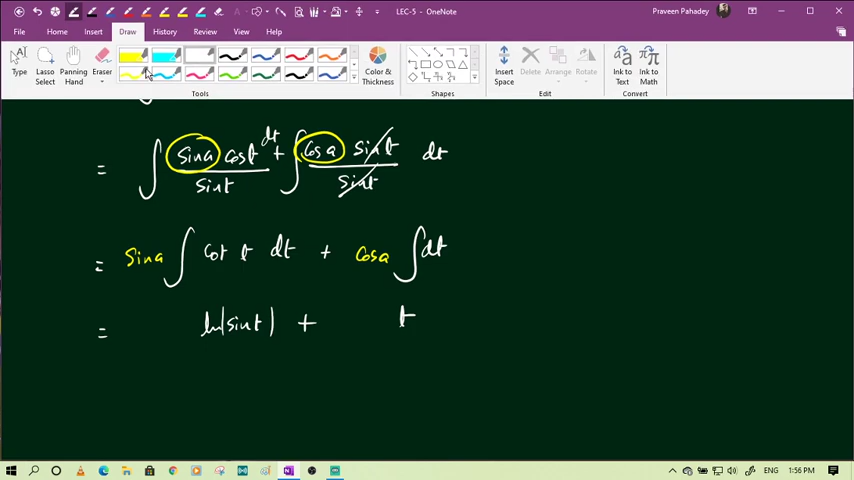 LEC-5 - OneNote
Praveen Pahadey
File Home Insert Draw History Review View Help
Type Lasso Select Panning Hand Eraser Color & Thickness Insert Space Delete Arrange Rotate Ink to Text Ink to Math
Tools Shapes Edit Convert
= ∫ sina cost / sint dt + ∫ cosa sint / sint dt
= sina ∫ cot t dt + cosa ∫ dt
= ln|sint| + t
ENG 1:56 PM